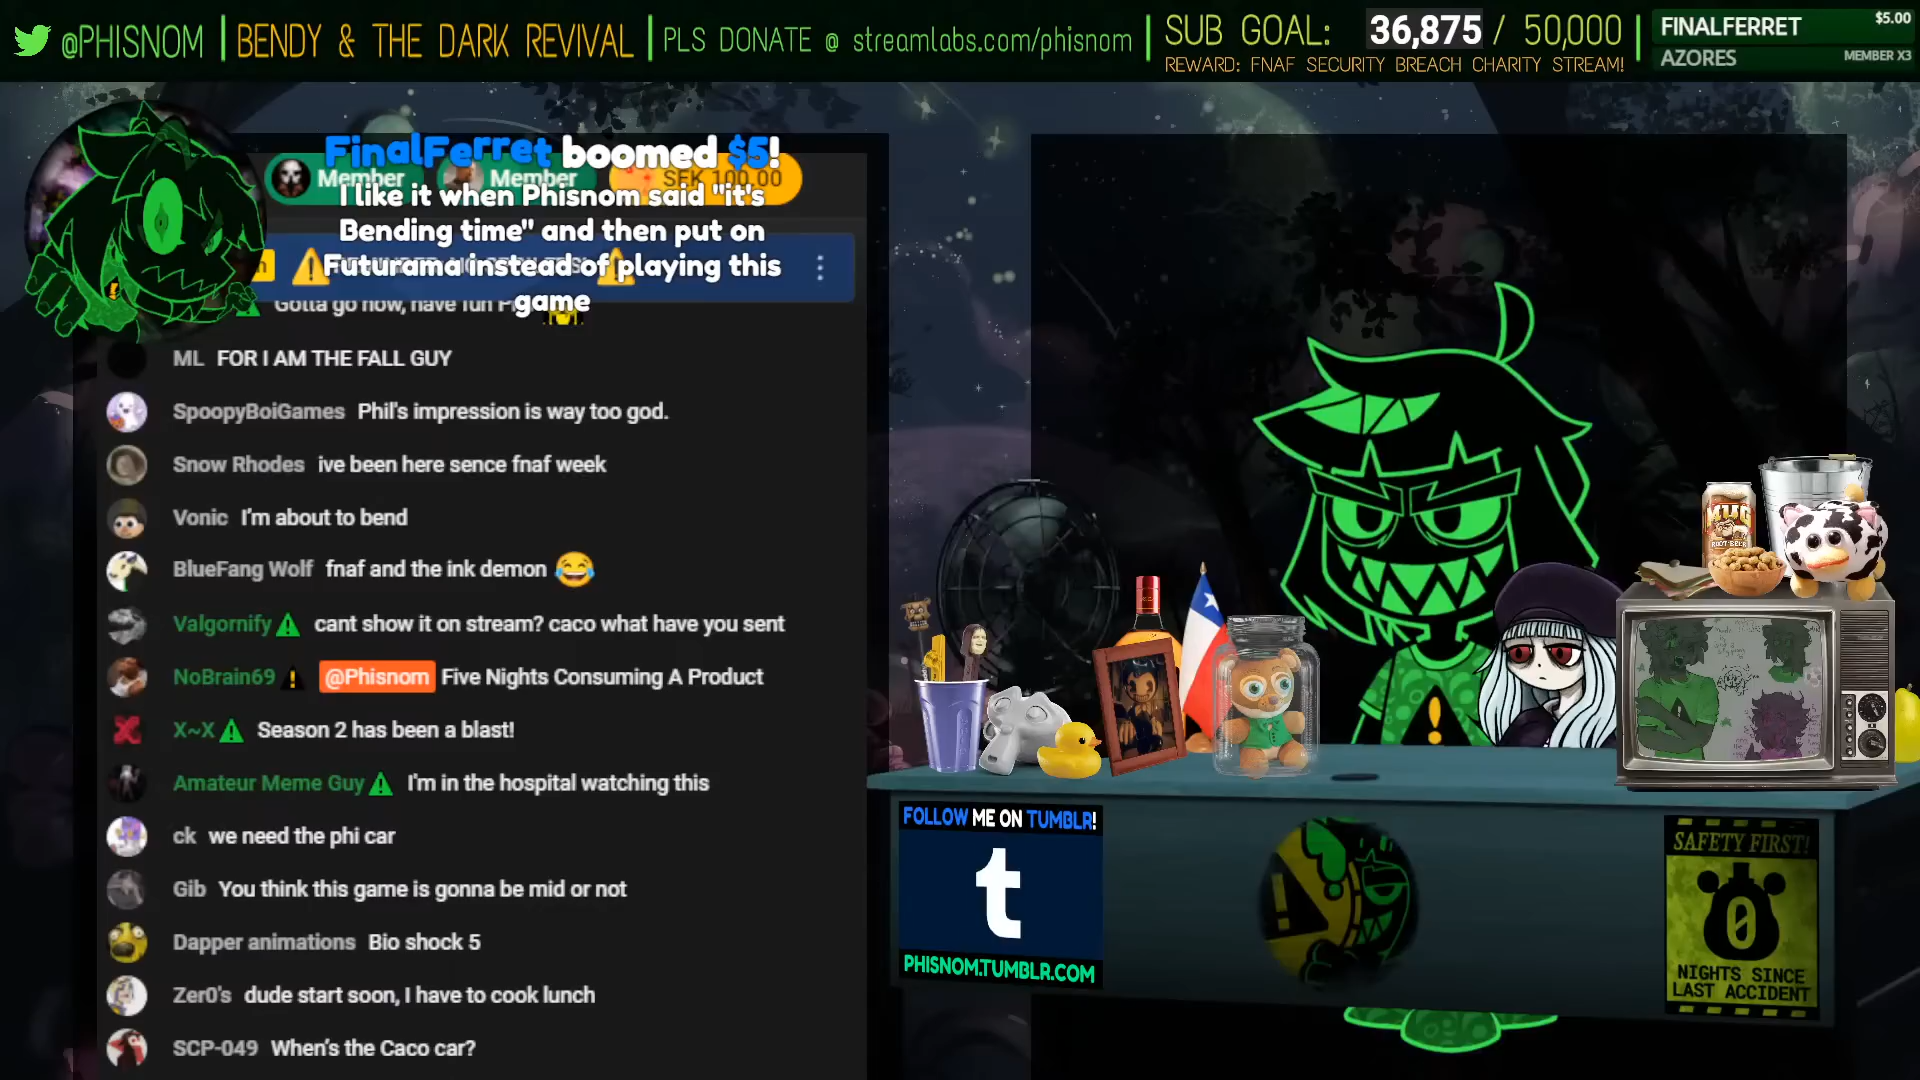 @PHISNOM
BENDY & THE DARK REVIVAL
PLS DONATE @ streamlabs.com/phisnom
SUB GOAL: 36,875 / 50,000
REWARD: FNAF SECURITY BREACH CHARITY STREAM!
FINALFERRET $5.00
AZORES MEMBER X3
FinalFerret boomed $5!
Member Member SEK 100.00
I like it when Phisnom said "it's
Bending time" and then put on
Futurama instead of playing this
game
Gotta go now, have fun
ML FOR I AM THE FALL GUY
SpoopyBoiGames Phil's impression is way too god.
Snow Rhodes ive been here sence fnaf week
Vonic I'm about to bend
BlueFang Wolf fnaf and the ink demon 😂
Valgornify cant show it on stream? caco what have you sent
NoBrain69 @Phisnom Five Nights Consuming A Product
X~X Season 2 has been a blast!
Amateur Meme Guy I'm in the hospital watching this
ck we need the phi car
Gib You think this game is gonna be mid or not
Dapper animations Bio shock 5
Zer0's dude start soon, I have to cook lunch
SCP-049 When's the Caco car?
MUG
ROOT BEER
FOLLOW ME ON TUMBLR!
t
PHISNOM.TUMBLR.COM
SAFETY FIRST!
0
NIGHTS SINCE
LAST ACCIDENT